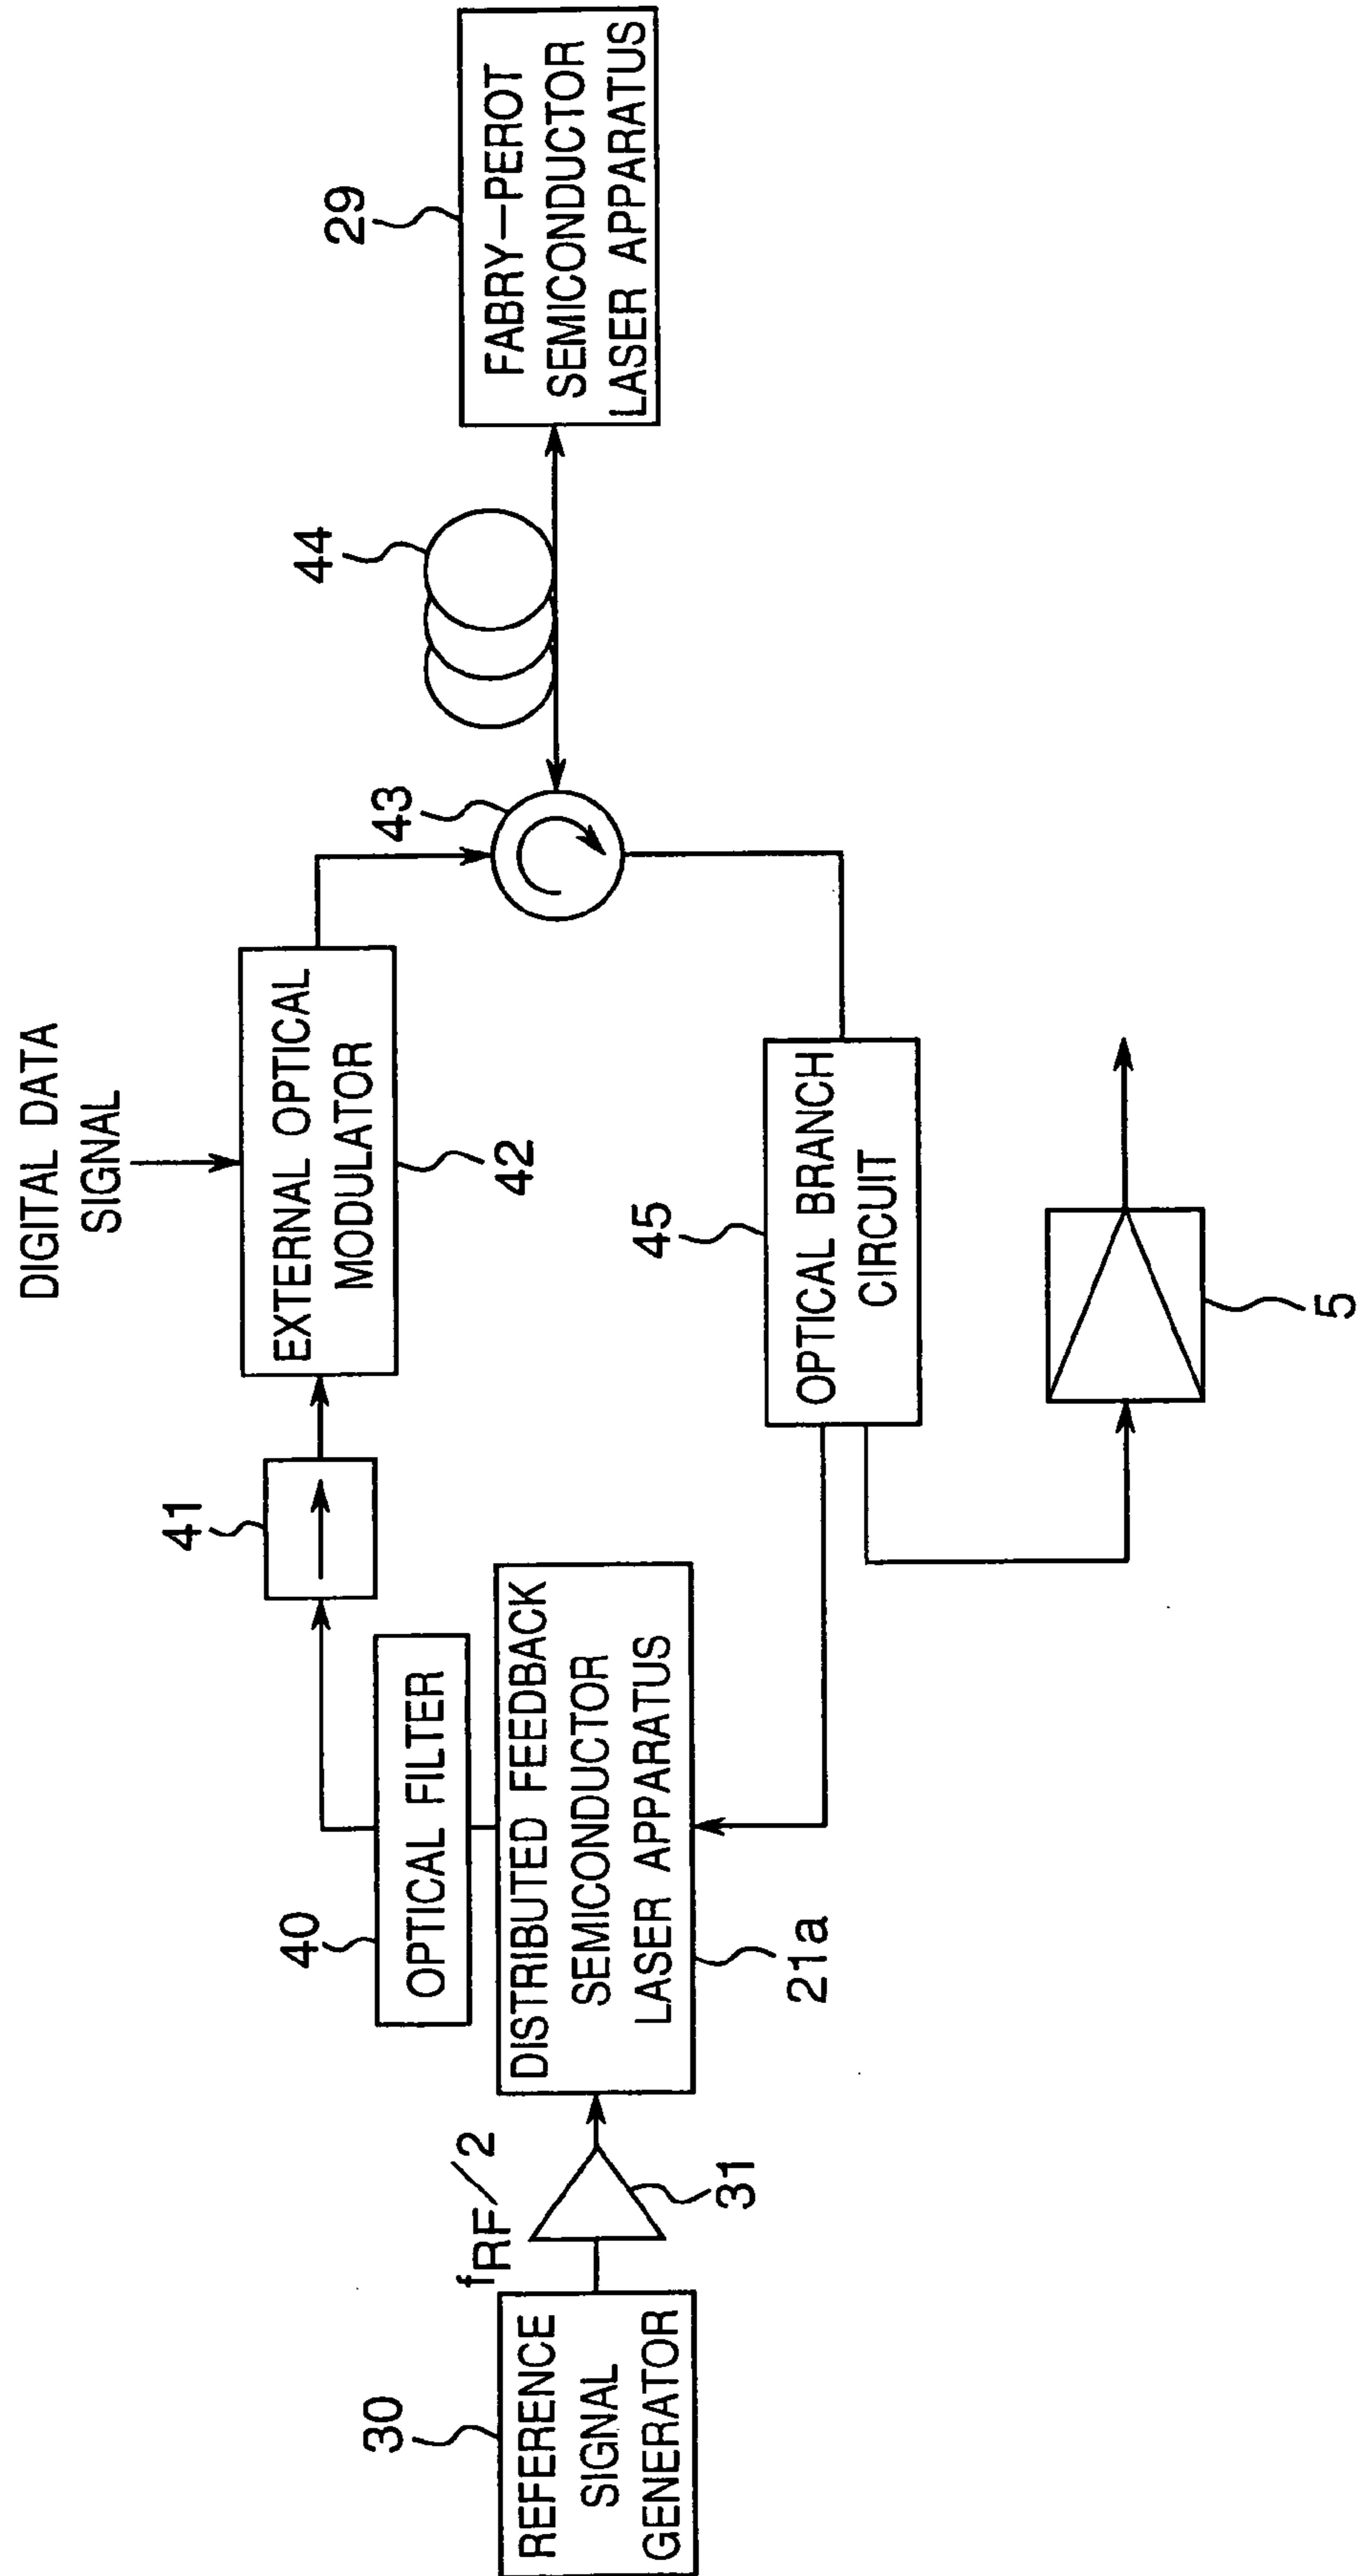 DIGITAL DATA
SIGNAL
41
EXTERNAL OPTICAL
MODULATOR
42
43
44
29
FABRY-PEROT
SEMICONDUCTOR
LASER APPARATUS
40
OPTICAL FILTER
30
REFERENCE
SIGNAL
GENERATOR
fRF/2
31
DISTRIBUTED FEEDBACK
SEMICONDUCTOR
LASER APPARATUS
21a
45
OPTICAL BRANCH
CIRCUIT
5